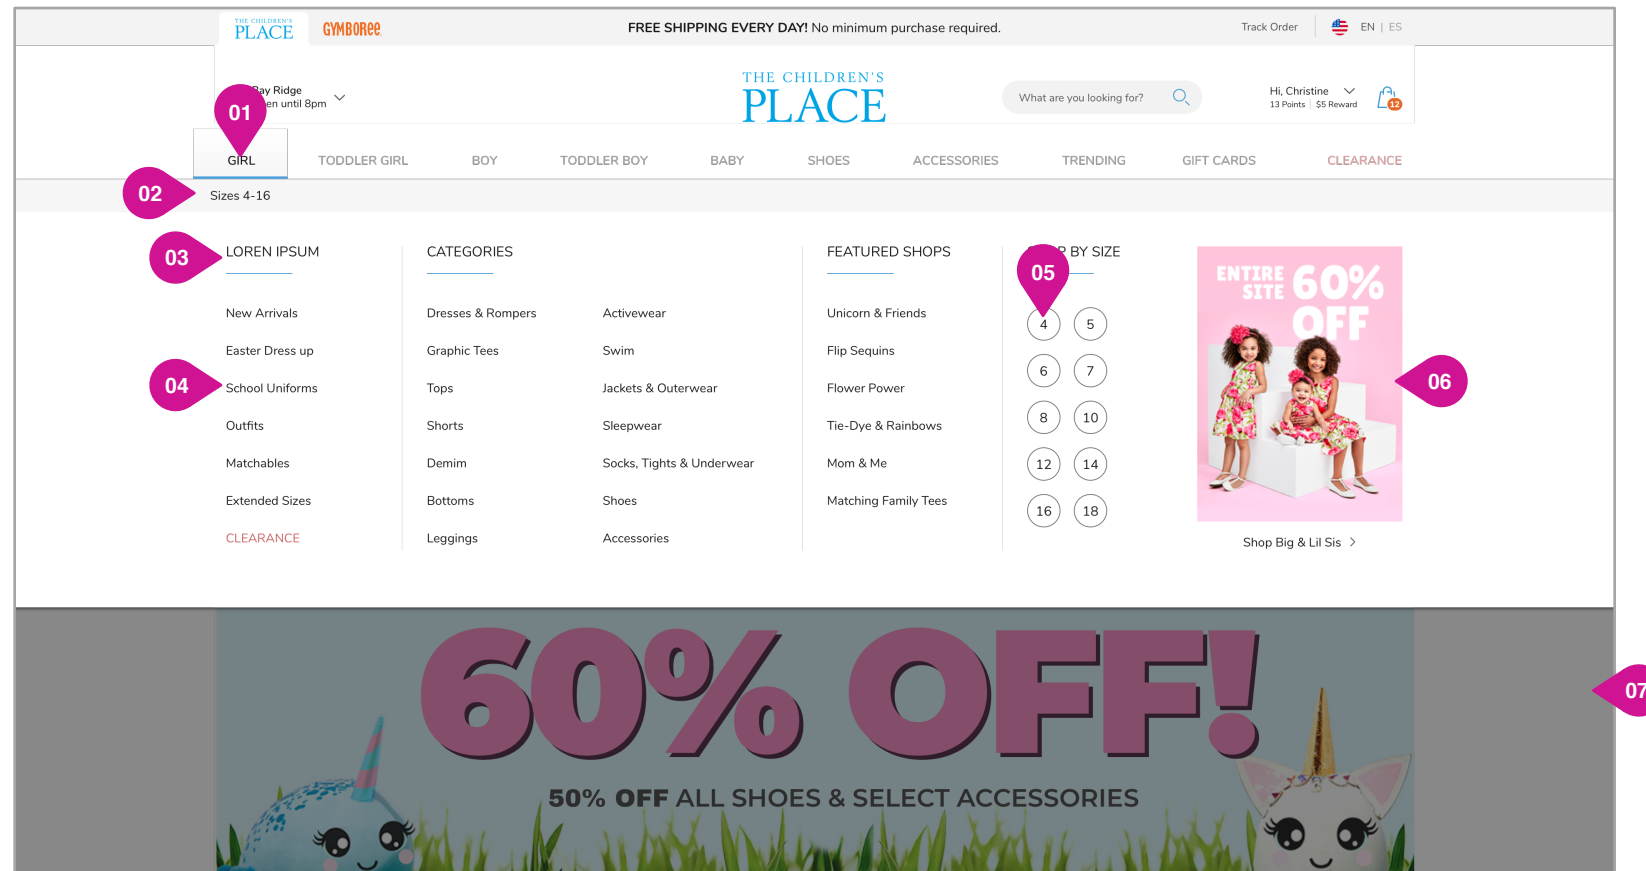 THE CHILDREN'S
PLACE
GYMBOREE
FREE SHIPPING EVERY DAY! No minimum purchase required.
Track Order
EN | ES
Bay Ridge
en until 8pm
THE CHILDREN'S
PLACE
What are you looking for?
Hi, Christine
13 Points | $5 Reward
12
01
GIRL
TODDLER GIRL
BOY
TODDLER BOY
BABY
SHOES
ACCESSORIES
TRENDING
GIFT CARDS
CLEARANCE
02
Sizes 4-16
03
LOREN IPSUM
New Arrivals
Easter Dress up
04
School Uniforms
Outfits
Matchables
Extended Sizes
CLEARANCE
CATEGORIES
Dresses & Rompers
Graphic Tees
Tops
Shorts
Demim
Bottoms
Leggings
Activewear
Swim
Jackets & Outerwear
Sleepwear
Socks, Tights & Underwear
Shoes
Accessories
FEATURED SHOPS
Unicorn & Friends
Flip Sequins
Flower Power
Tie-Dye & Rainbows
Mom & Me
Matching Family Tees
BY SIZE
05
4 5
6 7
8 10
12 14
16 18
ENTIRE
SITE 60%
OFF
06
Shop Big & Lil Sis
07
60% OFF!
50% OFF ALL SHOES & SELECT ACCESSORIES